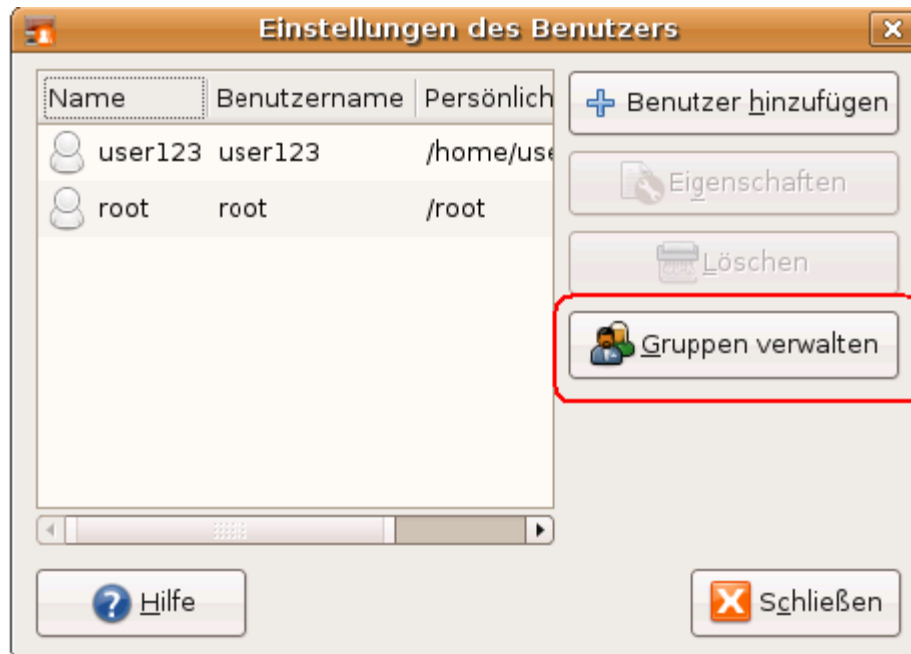 Einstellungen des Benutzers
Name Benutzername Persönlich
user123 user123 /home/use
root root /root
Benutzer hinzufügen
Eigenschaften
Löschen
Gruppen verwalten
Hilfe
Schließen